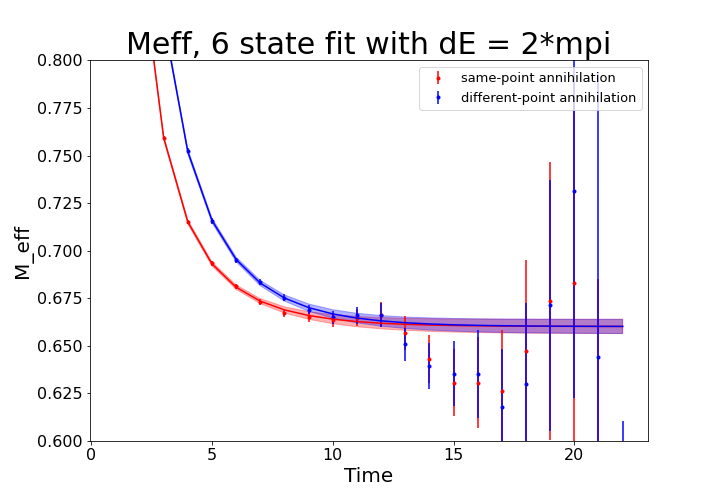 Meff, 6 state fit with dE = 2*mpi
same-point annihilation
different-point annihilation
M_eff
0.800
0.775
0.750
0.725
0.700
0.675
0.650
0.625
0.600
0 5 10 15 20
Time